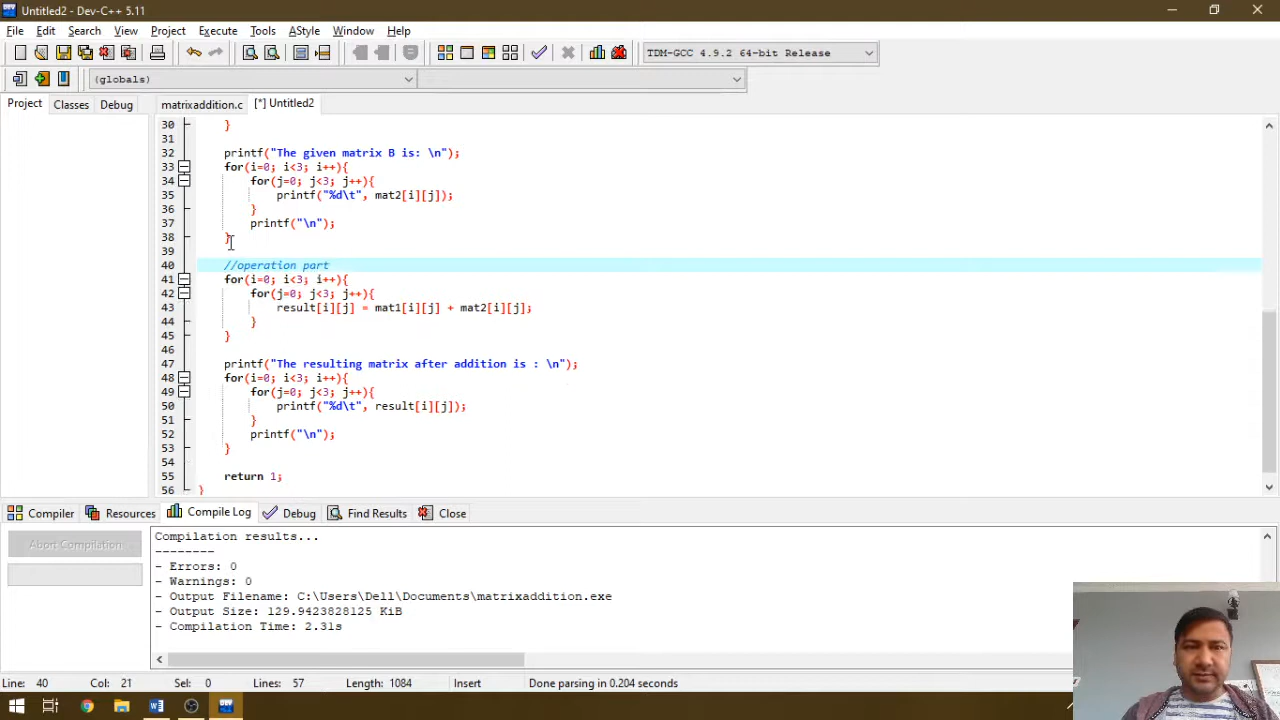 Untitled2 - Dev-C++ 5.11
File Edit Search View Project Execute Tools AStyle Window Help
TDM-GCC 4.9.2 64-bit Release
(globals)
Project Classes Debug matrixaddition.c [*] Untitled2
30 }
31
32 printf("The given matrix B is: \n");
33 for(i=0; i<3; i++){
34 for(j=0; j<3; j++){
35 printf("%d\t", mat2[i][j]);
36 }
37 printf("\n");
38 }
39
40 //operation part
41 for(i=0; i<3; i++){
42 for(j=0; j<3; j++){
43 result[i][j] = mat1[i][j] + mat2[i][j];
44 }
45 }
46
47 printf("The resulting matrix after addition is : \n");
48 for(i=0; i<3; i++){
49 for(j=0; j<3; j++){
50 printf("%d\t", result[i][j]);
51 }
52 printf("\n");
53 }
54
55 return 1;
56 }
Compiler Resources Compile Log Debug Find Results Close
Abort Compilation
Compilation results...
--------
- Errors: 0
- Warnings: 0
- Output Filename: C:\Users\Dell\Documents\matrixaddition.exe
- Output Size: 129.9423828125 KiB
- Compilation Time: 2.31s
Line: 40 Col: 21 Sel: 0 Lines: 57 Length: 1084 Insert Done parsing in 0.204 seconds